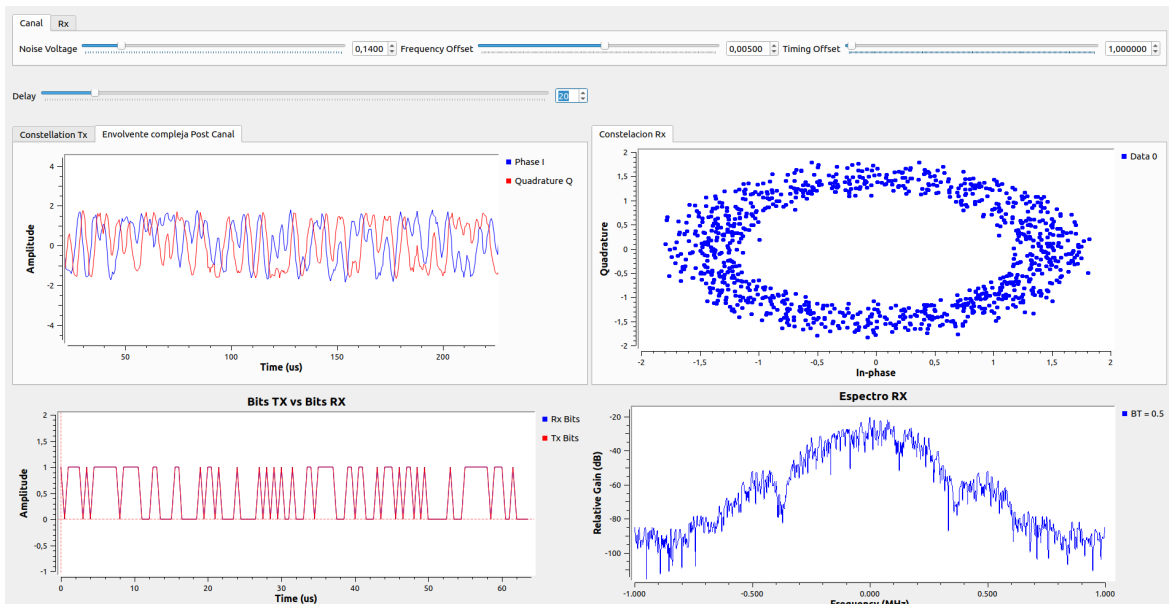 Canal Rx
Noise Voltage 0,1400 Frequency Offset 0,00500 Timing Offset 1,000000
Delay 20
Constellation Tx Envolvente compleja Post Canal
4
2
0
-2
-4
Amplitude
50 100 150 200
Time (us)
Phase I
Quadrature Q
Constelacion Rx
2
1,5
1
0,5
0
-0,5
-1
-1,5
-2
Quadrature
-2 -1,5 -1 -0,5 0 0,5 1 1,5 2
In-phase
Data 0
Bits TX vs Bits RX
2
1,5
1
0,5
0
-0,5
-1
Amplitude
0 10 20 30 40 50 60
Time (us)
Rx Bits
Tx Bits
Espectro RX
-20
-40
-60
-80
-100
Relative Gain (dB)
-1.000 -0.500 0.000 0.500 1.000
Frequency (MHz)
BT = 0.5